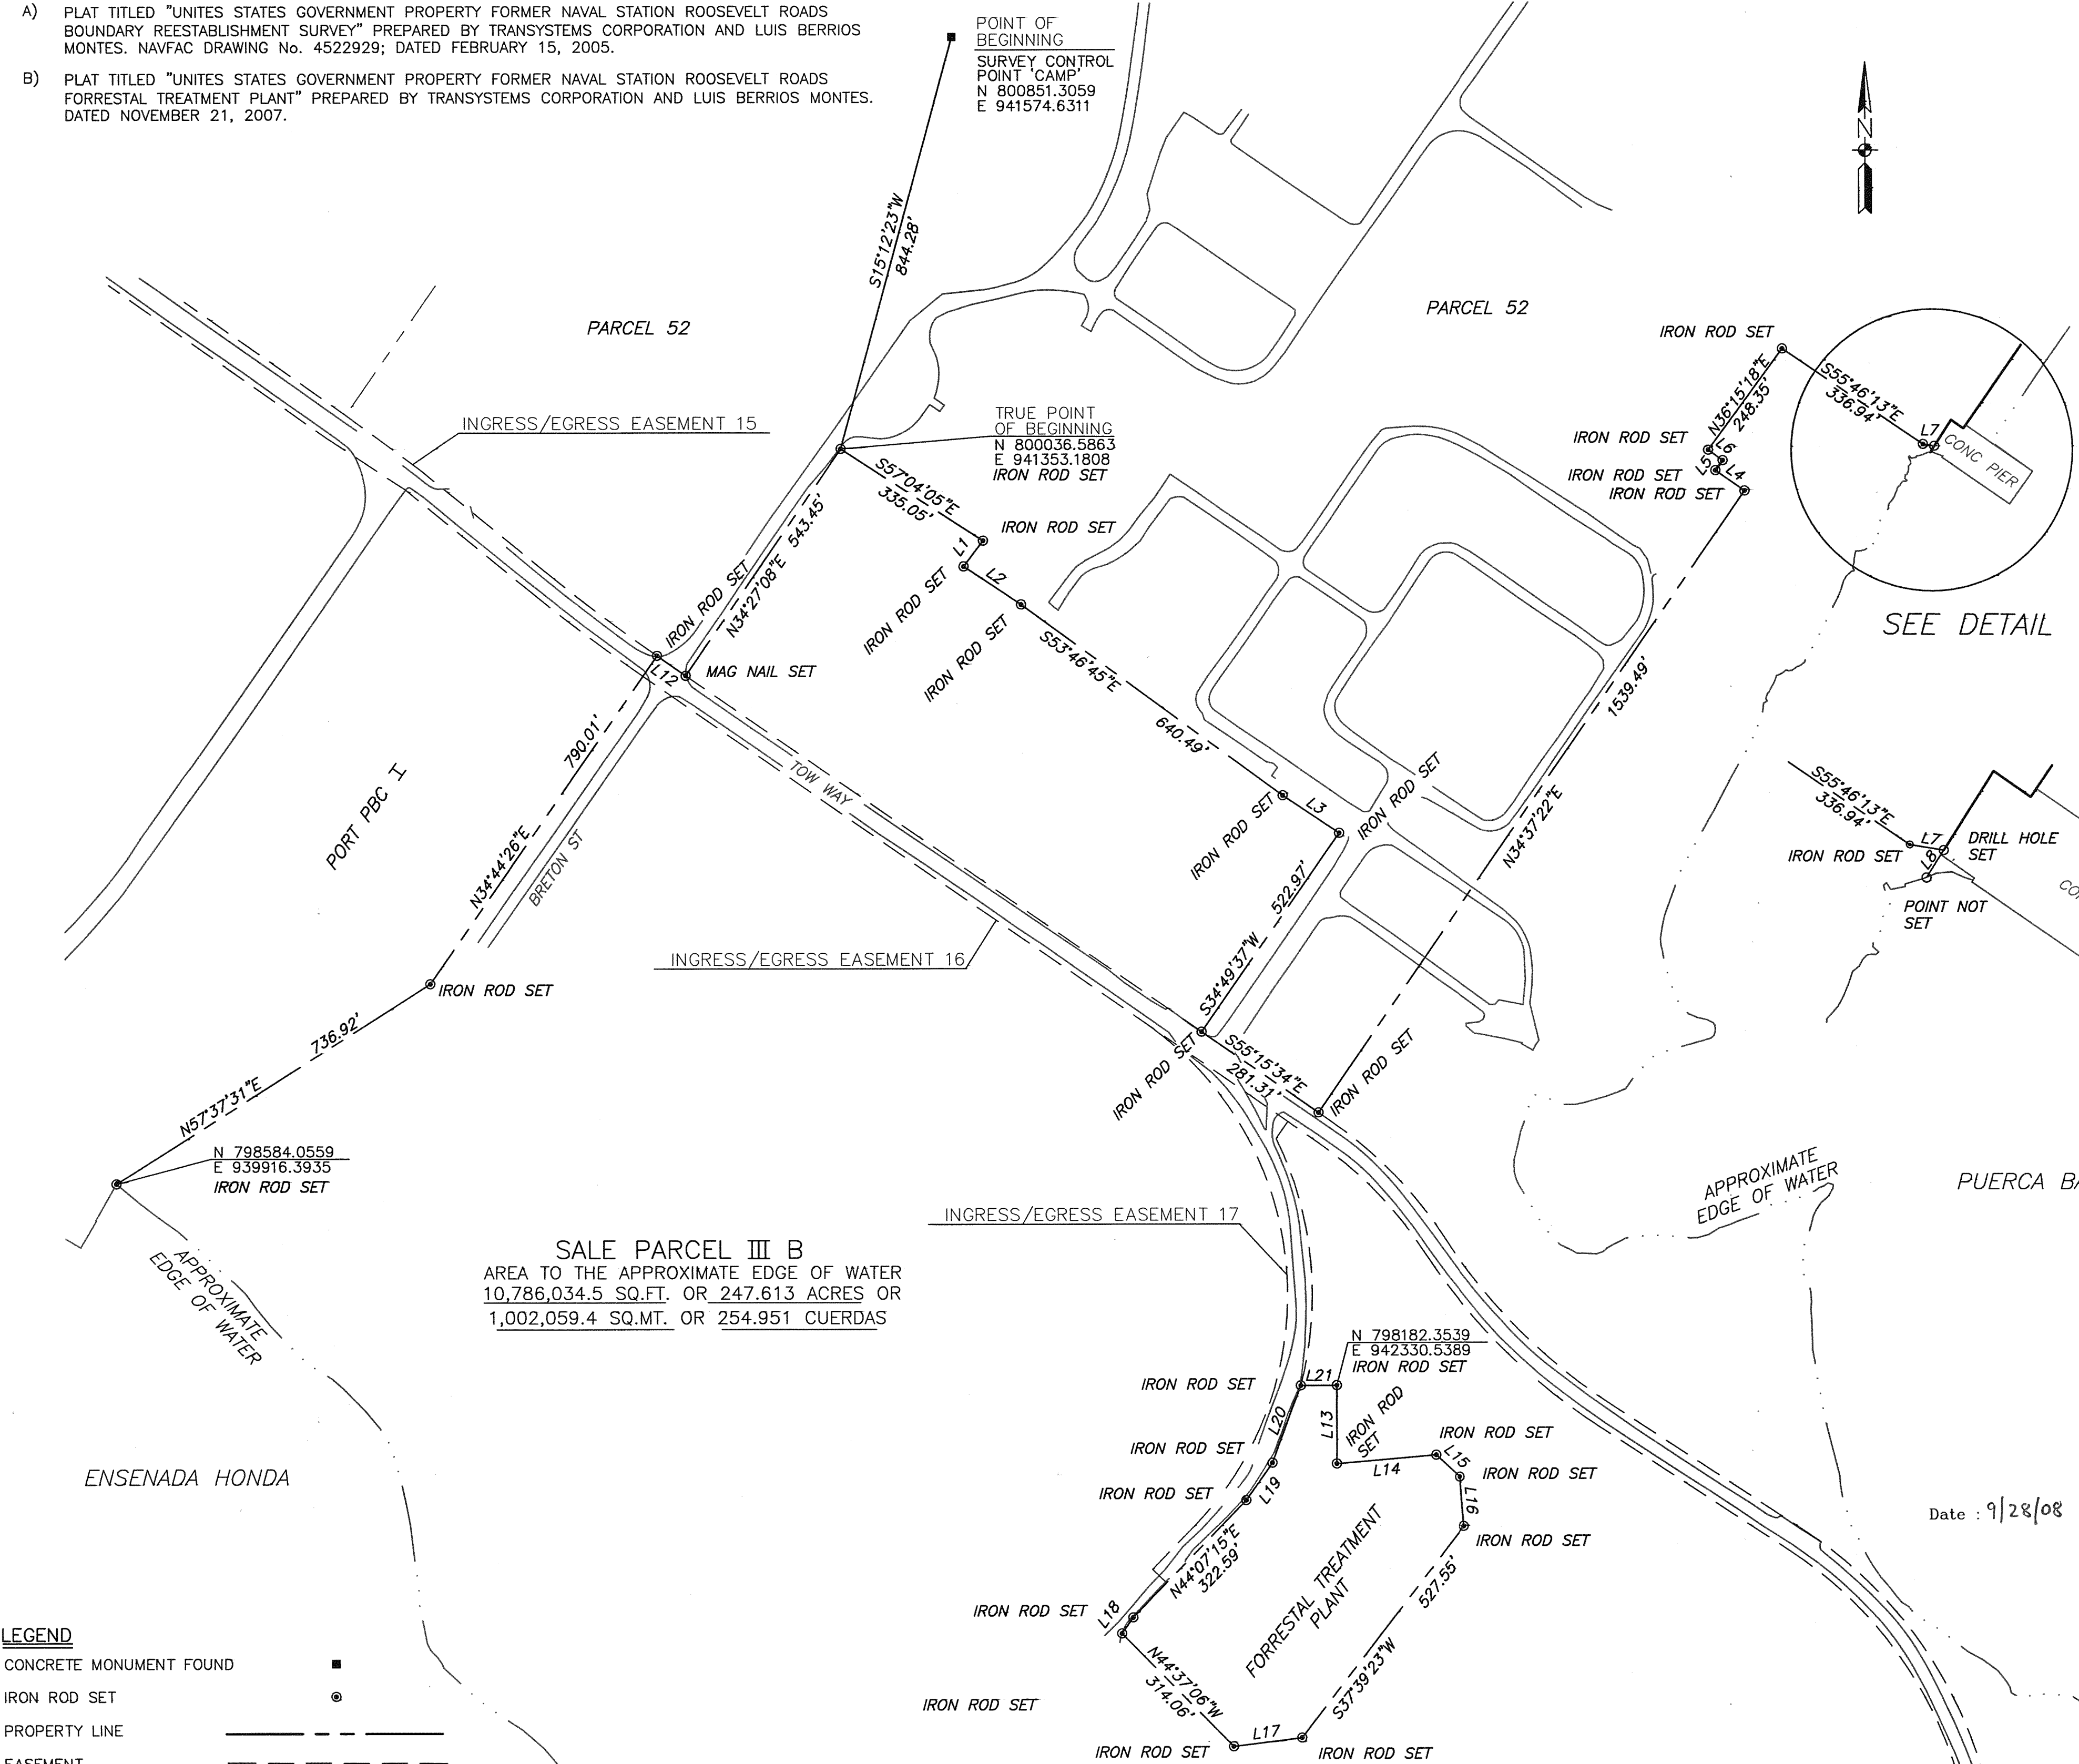 A) PLAT TITLED "UNITES STATES GOVERNMENT PROPERTY FORMER NAVAL STATION ROOSEVELT ROADS
BOUNDARY REESTABLISHMENT SURVEY" PREPARED BY TRANSYSTEMS CORPORATION AND LUIS BERRIOS
MONTES. NAVFAC DRAWING No. 4522929; DATED FEBRUARY 15, 2005.
B) PLAT TITLED "UNITES STATES GOVERNMENT PROPERTY FORMER NAVAL STATION ROOSEVELT ROADS
FORRESTAL TREATMENT PLANT" PREPARED BY TRANSYSTEMS CORPORATION AND LUIS BERRIOS MONTES.
DATED NOVEMBER 21, 2007.
POINT OF
BEGINNING
SURVEY CONTROL
POINT 'CAMP'
N 800851.3059
E 941574.6311
N
S15°12'23"W
844.28'
PARCEL 52
PARCEL 52
IRON ROD SET
N36°15'18"E
248.35'
S55°46'13"E
336.94'
L7
CONC PIER
IRON ROD SET
L6
L5
L4
IRON ROD SET
IRON ROD SET
SEE DETAIL
INGRESS/EGRESS EASEMENT 15
TRUE POINT
OF BEGINNING
N 800036.5863
E 941353.1808
IRON ROD SET
S57°04'05"E
335.05'
IRON ROD SET
L1
L2
IRON ROD SET
IRON ROD SET
N34°27'08"E 543.45'
IRON ROD SET
L12
MAG NAIL SET
S53°46'45"E
640.49'
1539.49'
N34°37'22"E
790.01'
N34°44'26"E
BRETON ST
PORT PBC I
TOW WAY
IRON ROD SET
L3
IRON ROD SET
522.97'
S34°49'37"W
S55°46'13"E
336.94'
L7
L8
DRILL HOLE
SET
IRON ROD SET
POINT NOT
SET
INGRESS/EGRESS EASEMENT 16
IRON ROD SET
736.92'
N57°37'31"E
IRON ROD SET
S55°15'34"E
281.31'
IRON ROD SET
N 798584.0559
E 939916.3935
IRON ROD SET
APPROXIMATE
EDGE OF WATER
APPROXIMATE
EDGE OF WATER
PUERCA
INGRESS/EGRESS EASEMENT 17
SALE PARCEL III B
AREA TO THE APPROXIMATE EDGE OF WATER
10,786,034.5 SQ.FT. OR 247.613 ACRES OR
1,002,059.4 SQ.MT. OR 254.951 CUERDAS
N 798182.3539
E 942330.5389
IRON ROD SET
IRON ROD SET
L21
L20
L13
IRON ROD
SET
IRON ROD SET
IRON ROD SET
L14
L15
IRON ROD SET
L16
IRON ROD SET
L19
IRON ROD SET
ENSENADA HONDA
Date : 9/28/08
N44°07'15"E
322.59'
FORRESTAL TREATMENT
PLANT
527.55'
S37°39'23"W
IRON ROD SET
L18
N44°37'06"W
314.06'
IRON ROD SET
L17
IRON ROD SET
IRON ROD SET
LEGEND
CONCRETE MONUMENT FOUND
IRON ROD SET
PROPERTY LINE
EASEMENT